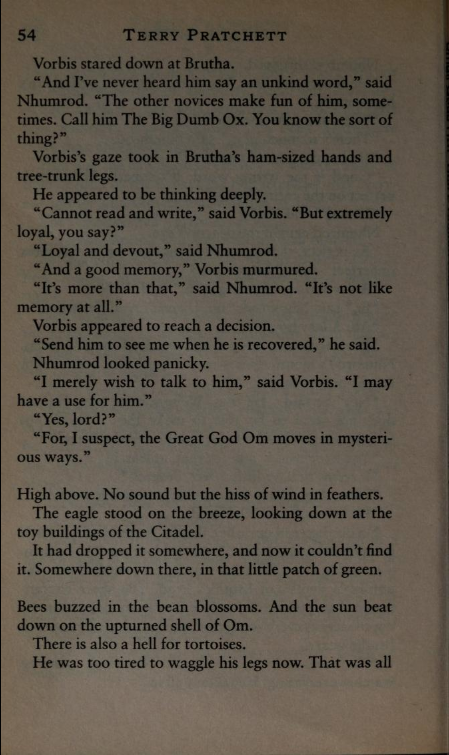 54 TERRY PRATCHETT
Vorbis stared down at Brutha.
“And I’ve never heard him say an unkind word,” said
Nhumrod. “The other novices make fun of him, some-
times. Call him The Big Dumb Ox. You know the sort of
thing?”
Vorbis’s gaze took in Brutha’s ham-sized hands and
tree-trunk legs.
He appeared to be thinking deeply.
“Cannot read and write,” said Vorbis. “But extremely
loyal, you say?”
“Loyal and devout,” said Nhumrod.
“And a good memory,” Vorbis murmured.
“It’s more than that,” said Nhumrod. “It’s not like
memory at all.”
Vorbis appeared to reach a decision.
“Send him to see me when he is recovered,” he said.
Nhumrod looked panicky.
“I merely wish to talk to him,” said Vorbis. “I may
have a use for him.”
“Yes, lord?”
“For, I suspect, the Great God Om moves in mysteri-
ous ways.”
High above. No sound but the hiss of wind in feathers.
The eagle stood on the breeze, looking down at the
toy buildings of the Citadel.
It had dropped it somewhere, and now it couldn’t find
it. Somewhere down there, in that little patch of green.
Bees buzzed in the bean blossoms. And the sun beat
down on the upturned shell of Om.
There is also a hell for tortoises.
He was too tired to waggle his legs now. That was all